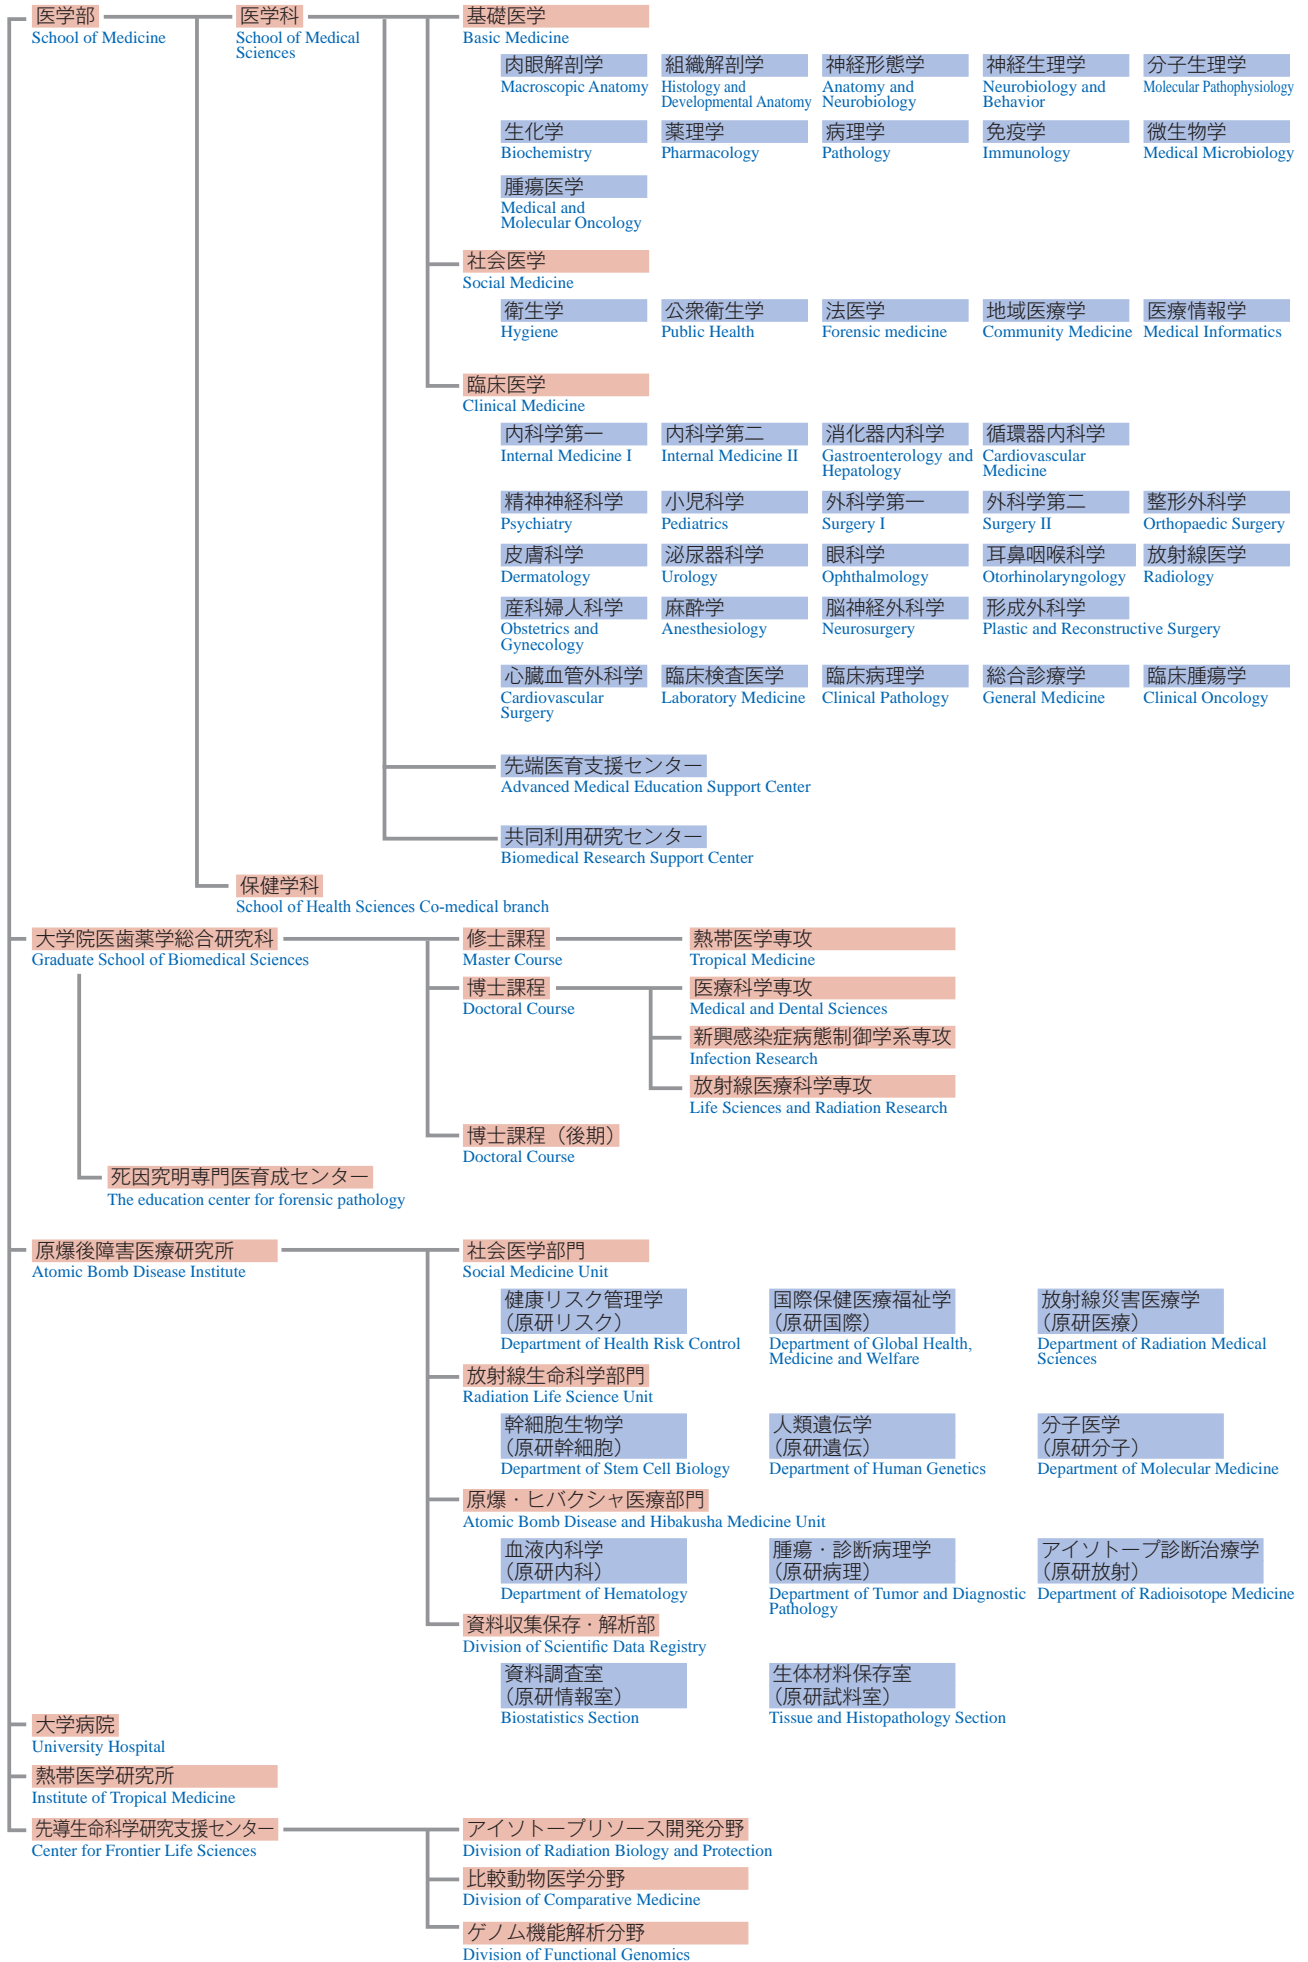 医学部
School of Medicine
医学科
School of Medical
Sciences
基礎医学
Basic Medicine
肉眼解剖学
Macroscopic Anatomy
組織解剖学
Histology and
Developmental Anatomy
神経形態学
Anatomy and
Neurobiology
神経生理学
Neurobiology and
Behavior
分子生理学
Molecular Pathophysiology
生化学
Biochemistry
薬理学
Pharmacology
病理学
Pathology
免疫学
Immunology
微生物学
Medical Microbiology
腫瘍医学
Medical and
Molecular Oncology
社会医学
Social Medicine
衛生学
Hygiene
公衆衛生学
Public Health
法医学
Forensic medicine
地域医療学
Community Medicine
医療情報学
Medical Informatics
臨床医学
Clinical Medicine
内科学第一
Internal Medicine I
内科学第二
Internal Medicine II
消化器内科学
Gastroenterology and
Hepatology
循環器内科学
Cardiovascular
Medicine
精神神経科学
Psychiatry
小児科学
Pediatrics
外科学第一
Surgery I
外科学第二
Surgery II
整形外科学
Orthopaedic Surgery
皮膚科学
Dermatology
泌尿器科学
Urology
眼科学
Ophthalmology
耳鼻咽喉科学
Otorhinolaryngology
放射線医学
Radiology
産科婦人科学
Obstetrics and
Gynecology
麻酔学
Anesthesiology
脳神経外科学
Neurosurgery
形成外科学
Plastic and Reconstructive Surgery
心臓血管外科学
Cardiovascular
Surgery
臨床検査医学
Laboratory Medicine
臨床病理学
Clinical Pathology
総合診療学
General Medicine
臨床腫瘍学
Clinical Oncology
先端医育支援センター
Advanced Medical Education Support Center
共同利用研究センター
Biomedical Research Support Center
保健学科
School of Health Sciences Co-medical branch
大学院医歯薬学総合研究科
Graduate School of Biomedical Sciences
修士課程
Master Course
熱帯医学専攻
Tropical Medicine
博士課程
Doctoral Course
医療科学専攻
Medical and Dental Sciences
新興感染症病態制御学系専攻
Infection Research
放射線医療科学専攻
Life Sciences and Radiation Research
博士課程（後期）
Doctoral Course
死因究明専門医育成センター
The education center for forensic pathology
原爆後障害医療研究所
Atomic Bomb Disease Institute
社会医学部門
Social Medicine Unit
健康リスク管理学
（原研リスク）
Department of Health Risk Control
国際保健医療福祉学
（原研国際）
Department of Global Health,
Medicine and Welfare
放射線災害医療学
（原研医療）
Department of Radiation Medical
Sciences
放射線生命科学部門
Radiation Life Science Unit
幹細胞生物学
（原研幹細胞）
Department of Stem Cell Biology
人類遺伝学
（原研遺伝）
Department of Human Genetics
分子医学
（原研分子）
Department of Molecular Medicine
原爆・ヒバクシャ医療部門
Atomic Bomb Disease and Hibakusha Medicine Unit
血液内科学
（原研内科）
Department of Hematology
腫瘍・診断病理学
（原研病理）
Department of Tumor and Diagnostic
Pathology
アイソトープ診断治療学
（原研放射）
Department of Radioisotope Medicine
資料収集保存・解析部
Division of Scientific Data Registry
資料調査室
（原研情報室）
Biostatistics Section
生体材料保存室
（原研試料室）
Tissue and Histopathology Section
大学病院
University Hospital
熱帯医学研究所
Institute of Tropical Medicine
先導生命科学研究支援センター
Center for Frontier Life Sciences
アイソトープリソース開発分野
Division of Radiation Biology and Protection
比較動物医学分野
Division of Comparative Medicine
ゲノム機能解析分野
Division of Functional Genomics